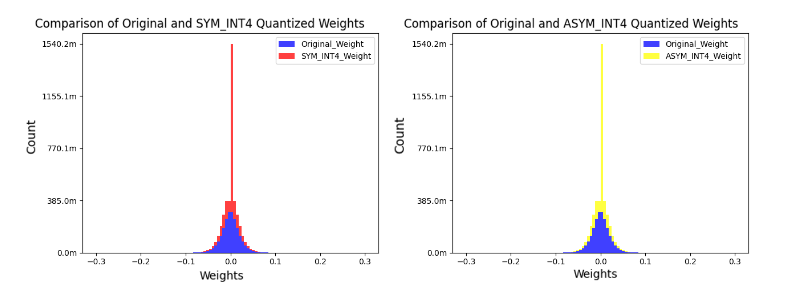 Comparison of Original and SYM_INT4 Quantized Weights
1540.2m
1155.1m
770.1m
385.0m
0.0m
Count
Original_Weight
SYM_INT4_Weight
−0.3 −0.2 −0.1 0.0 0.1 0.2 0.3
Weights
Comparison of Original and ASYM_INT4 Quantized Weights
1540.2m
1155.1m
770.1m
385.0m
0.0m
Count
Original_Weight
ASYM_INT4_Weight
−0.3 −0.2 −0.1 0.0 0.1 0.2 0.3
Weights